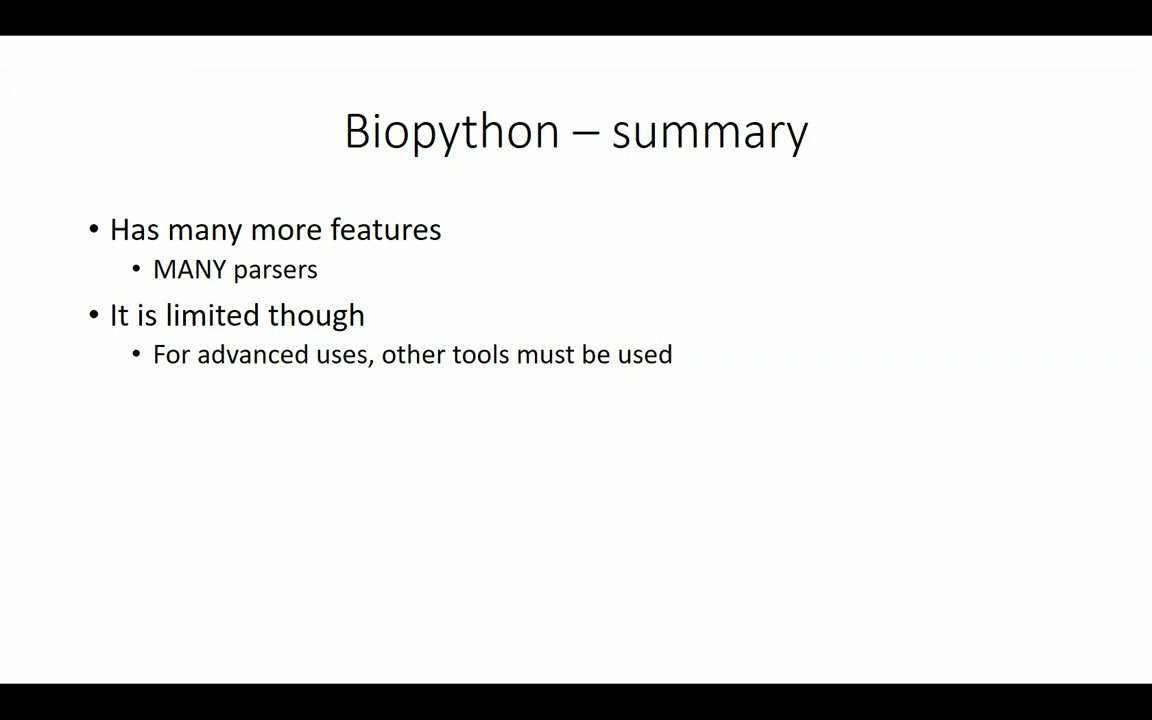 Biopython – summary
• Has many more features
• MANY parsers
• It is limited though
• For advanced uses, other tools must be used